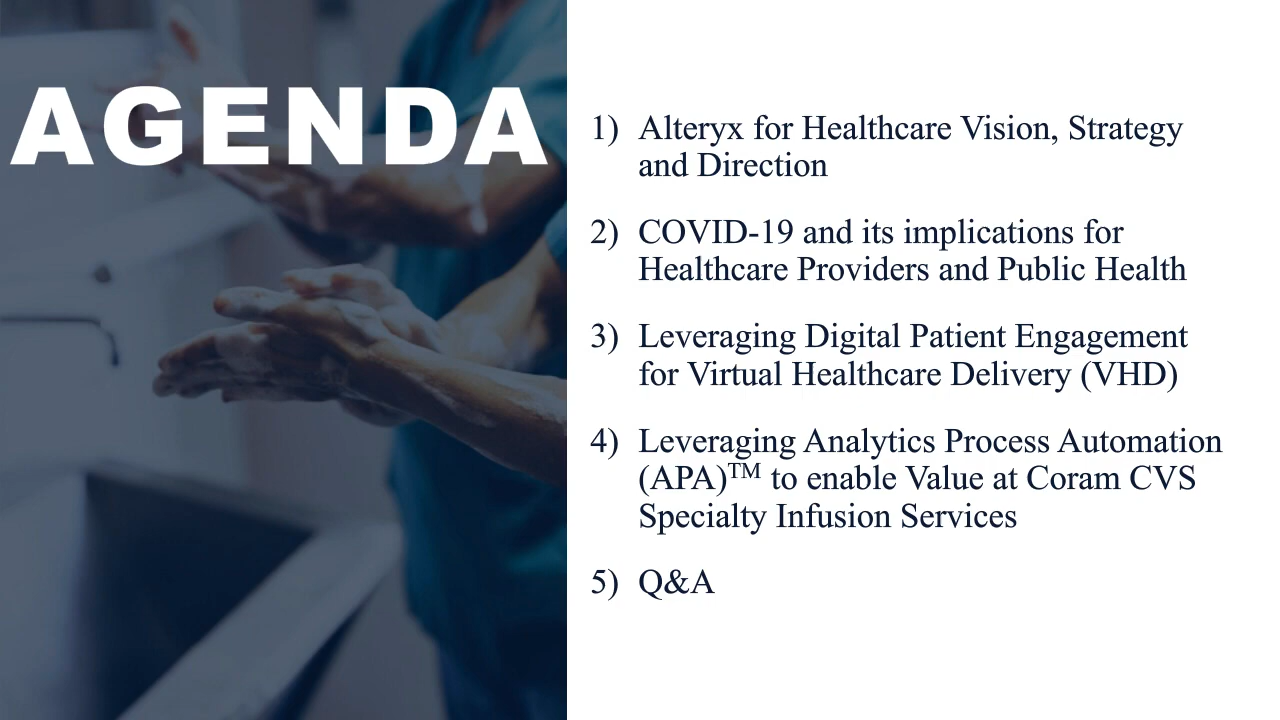 AGENDA
1) Alteryx for Healthcare Vision, Strategy
and Direction
2) COVID-19 and its implications for
Healthcare Providers and Public Health
3) Leveraging Digital Patient Engagement
for Virtual Healthcare Delivery (VHD)
4) Leveraging Analytics Process Automation
(APA)™ to enable Value at Coram CVS
Specialty Infusion Services
5) Q&A